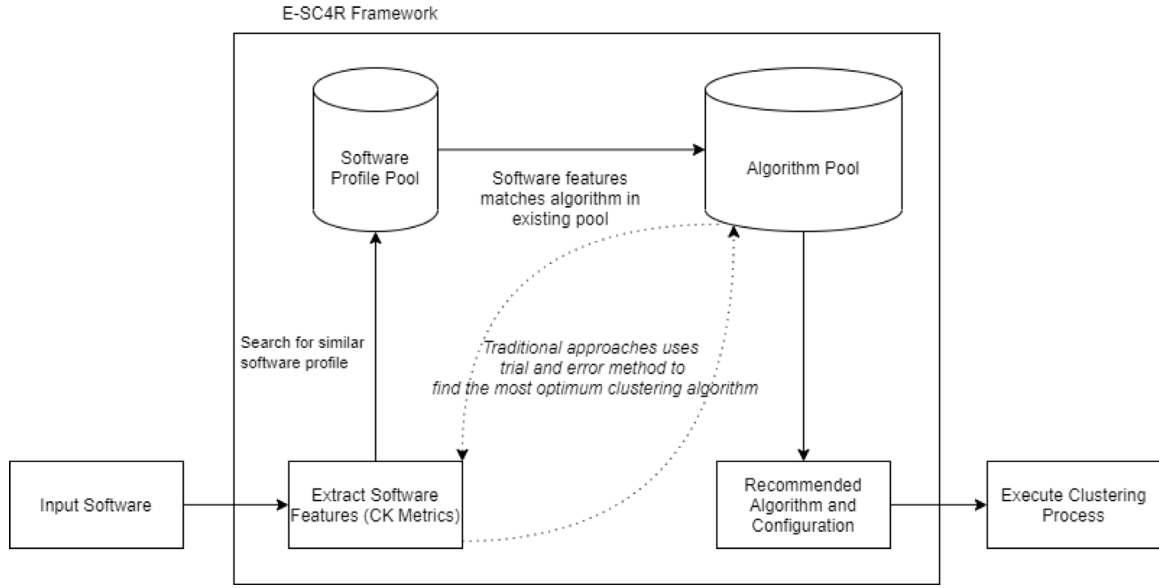 E-SC4R Framework
Software
Profile Pool
Algorithm Pool
Software features
matches algorithm in
existing pool
Search for similar
software profile
Traditional approaches uses
trial and error method to
find the most optimum clustering algorithm
Input Software
Extract Software
Features (CK Metrics)
Recommended
Algorithm and
Configuration
Execute Clustering
Process